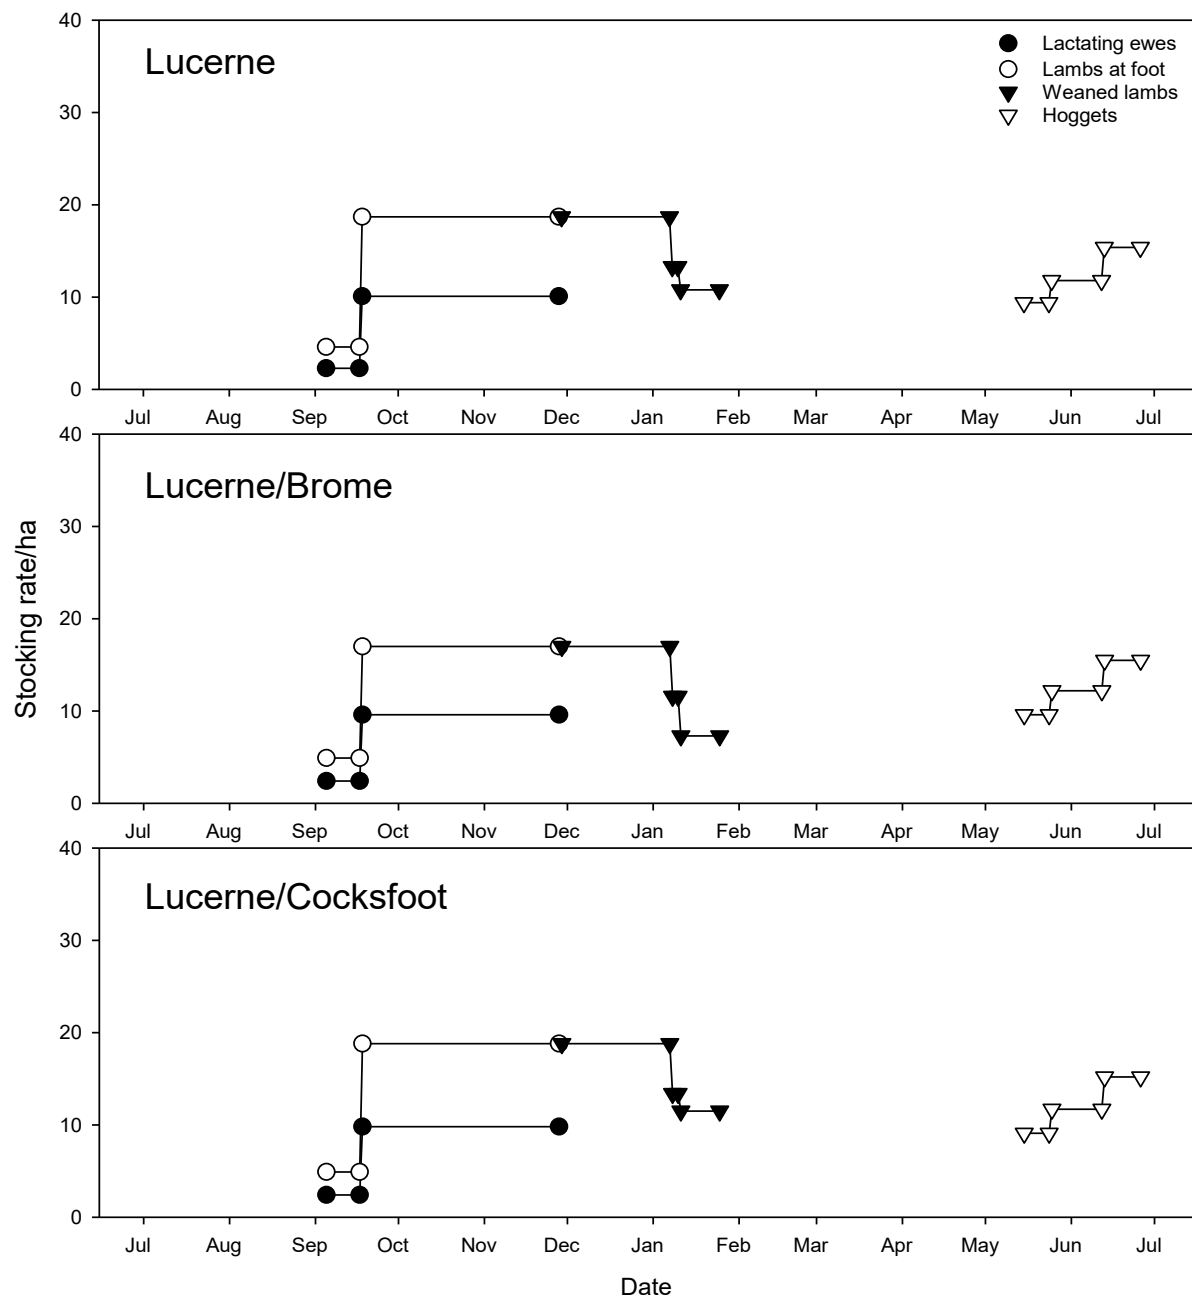 40
Lucerne
Lactating ewes
Lambs at foot
Weaned lambs
Hoggets
30
20
10
0
Jul Aug Sep Oct Nov Dec Jan Feb Mar Apr May Jun Jul
40
Lucerne/Brome
30
20
10
0
Stocking rate/ha
Jul Aug Sep Oct Nov Dec Jan Feb Mar Apr May Jun Jul
40
Lucerne/Cocksfoot
30
20
10
0
Jul Aug Sep Oct Nov Dec Jan Feb Mar Apr May Jun Jul
Date